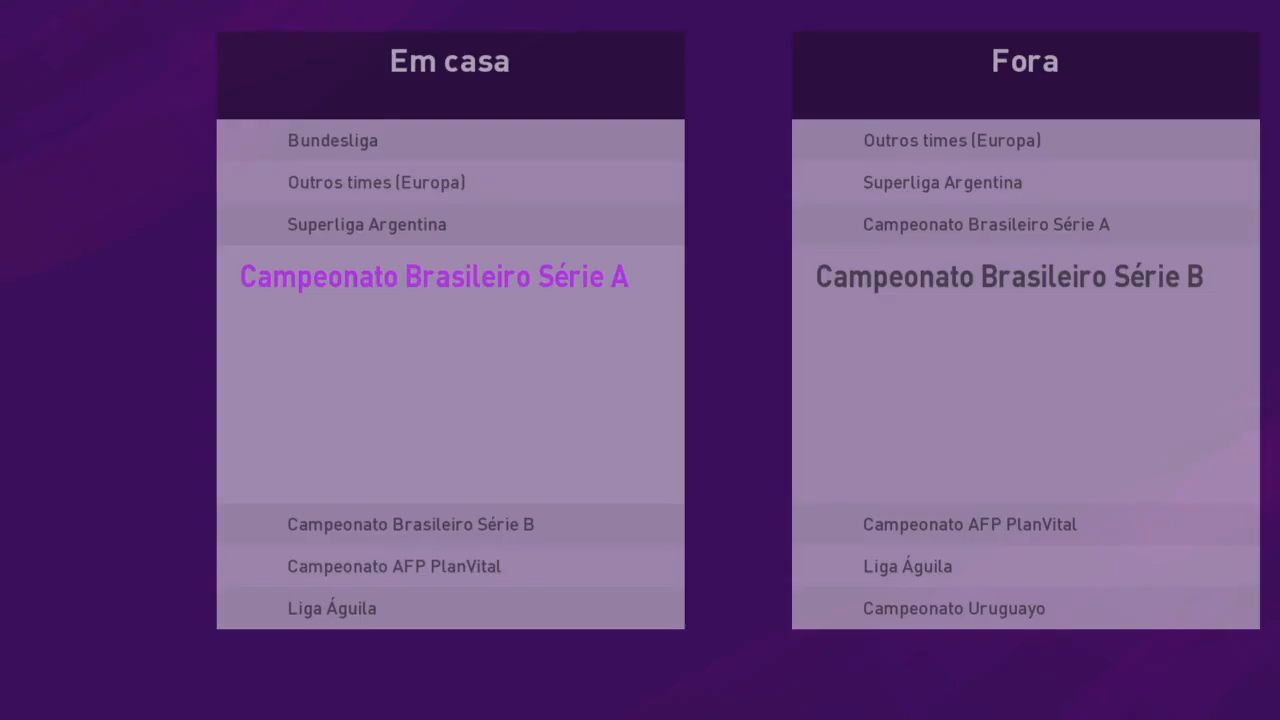 Em casa
Bundesliga
Outros times (Europa)
Superliga Argentina
Campeonato Brasileiro Série A
Campeonato Brasileiro Série B
Campeonato AFP PlanVital
Liga Águila
Fora
Outros times (Europa)
Superliga Argentina
Campeonato Brasileiro Série A
Campeonato Brasileiro Série B
Campeonato AFP PlanVital
Liga Águila
Campeonato Uruguayo